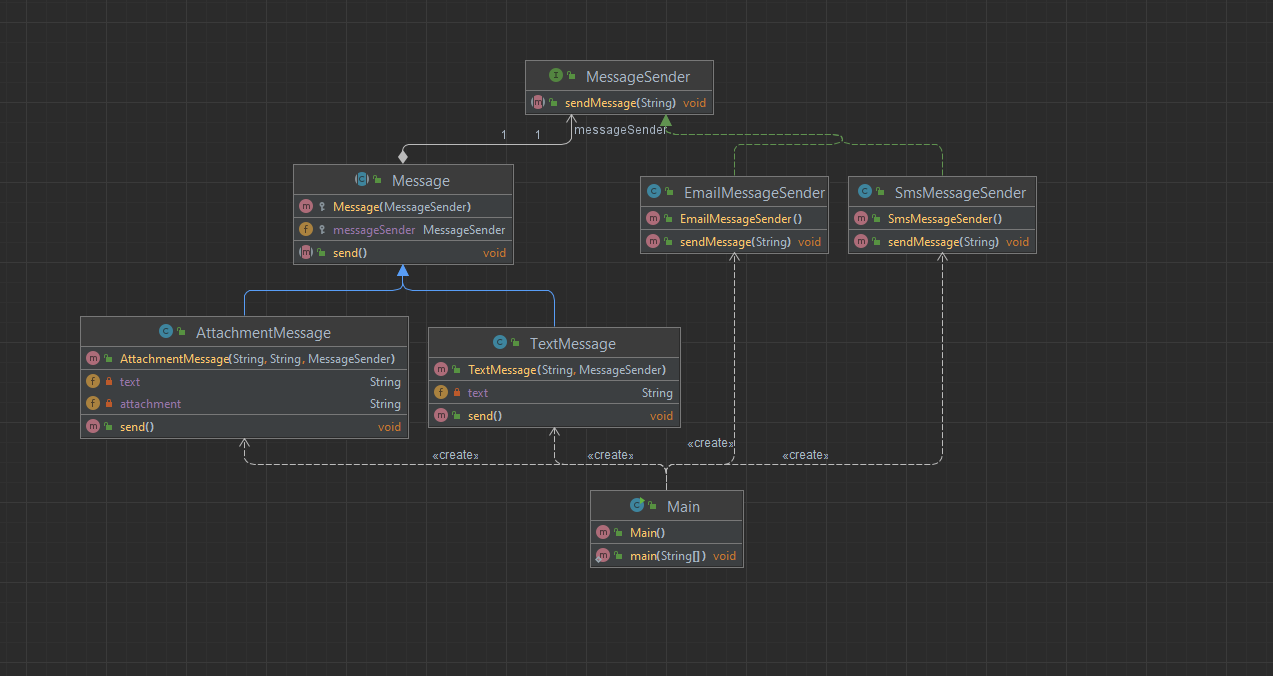 MessageSender
sendMessage(String) void
messageSender
1 1
Message
Message(MessageSender)
messageSender MessageSender
send() void
EmailMessageSender
EmailMessageSender()
sendMessage(String) void
SmsMessageSender
SmsMessageSender()
sendMessage(String) void
AttachmentMessage
AttachmentMessage(String, String, MessageSender)
text String
attachment String
send() void
TextMessage
TextMessage(String, MessageSender)
text String
send() void
«create»
«create»
«create»
«create»
Main
Main()
main(String[]) void